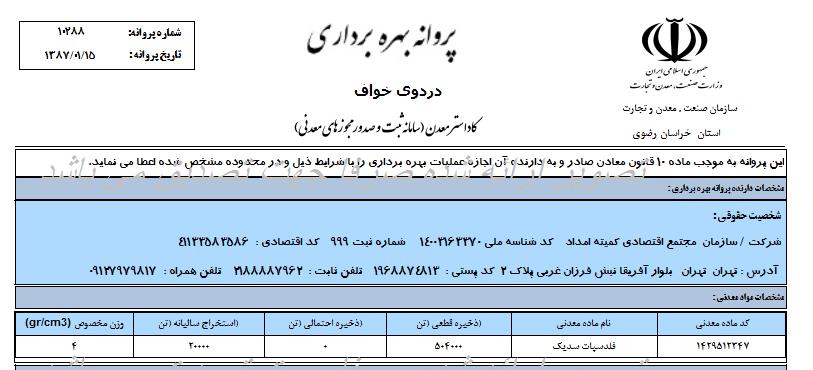 جمهوری اسلامی ایران
وزارت صنعت، معدن و تجارت
سازمان صنعت ، معدن و تجارت
استان خراسان رضوی
پروانه بهره برداری
دردوی خواف
کاداستر معدن (سامانه ثبت و صدور مجوزهای معدنی)
شماره پروانه: ۱۰۲۸۸
تاریخ پروانه: ۱۳۸۷/۰۱/۱۵
این پروانه به موجب ماده ۱۰ قانون معادن صادر و به دارنده آن اجازه عملیات بهره برداری را با شرایط ذیل و در محدوده مشخص شده اعطا می نماید.
مشخصات دارنده پروانه بهره برداری:
شخصیت حقوقی:
شرکت / سازمان مجتمع اقتصادی کمیته امداد کد شناسه ملی ۱۴۰۰۳۱۶۳۳۷۰ شماره ثبت ۹۹۹ کد اقتصادی : ۴۱۱۳۳۵۸۳۵۸۶
آدرس : تهران تهران بلوار آفریقا نبش فرزان غربی پلاک ۲ کد پستی : ۱۹۶۸۸۷۴۸۱۳ تلفن ثابت : ۲۱۸۸۸۸۷۹۶۲ تلفن همراه : ۰۹۱۲۷۹۷۹۸۱۷
مشخصات مواد معدنی:
کد ماده معدنی نام ماده معدنی (ذخیره قطعی (تن (ذخیره احتمالی (تن (استخراج سالیانه (تن وزن مخصوص (gr/cm3)
۱۴۲۹۵۱۲۳۴۷ فلدسپات سدیک ۵۰۴۰۰۰ ۰ ۲۰۰۰۰ ۴